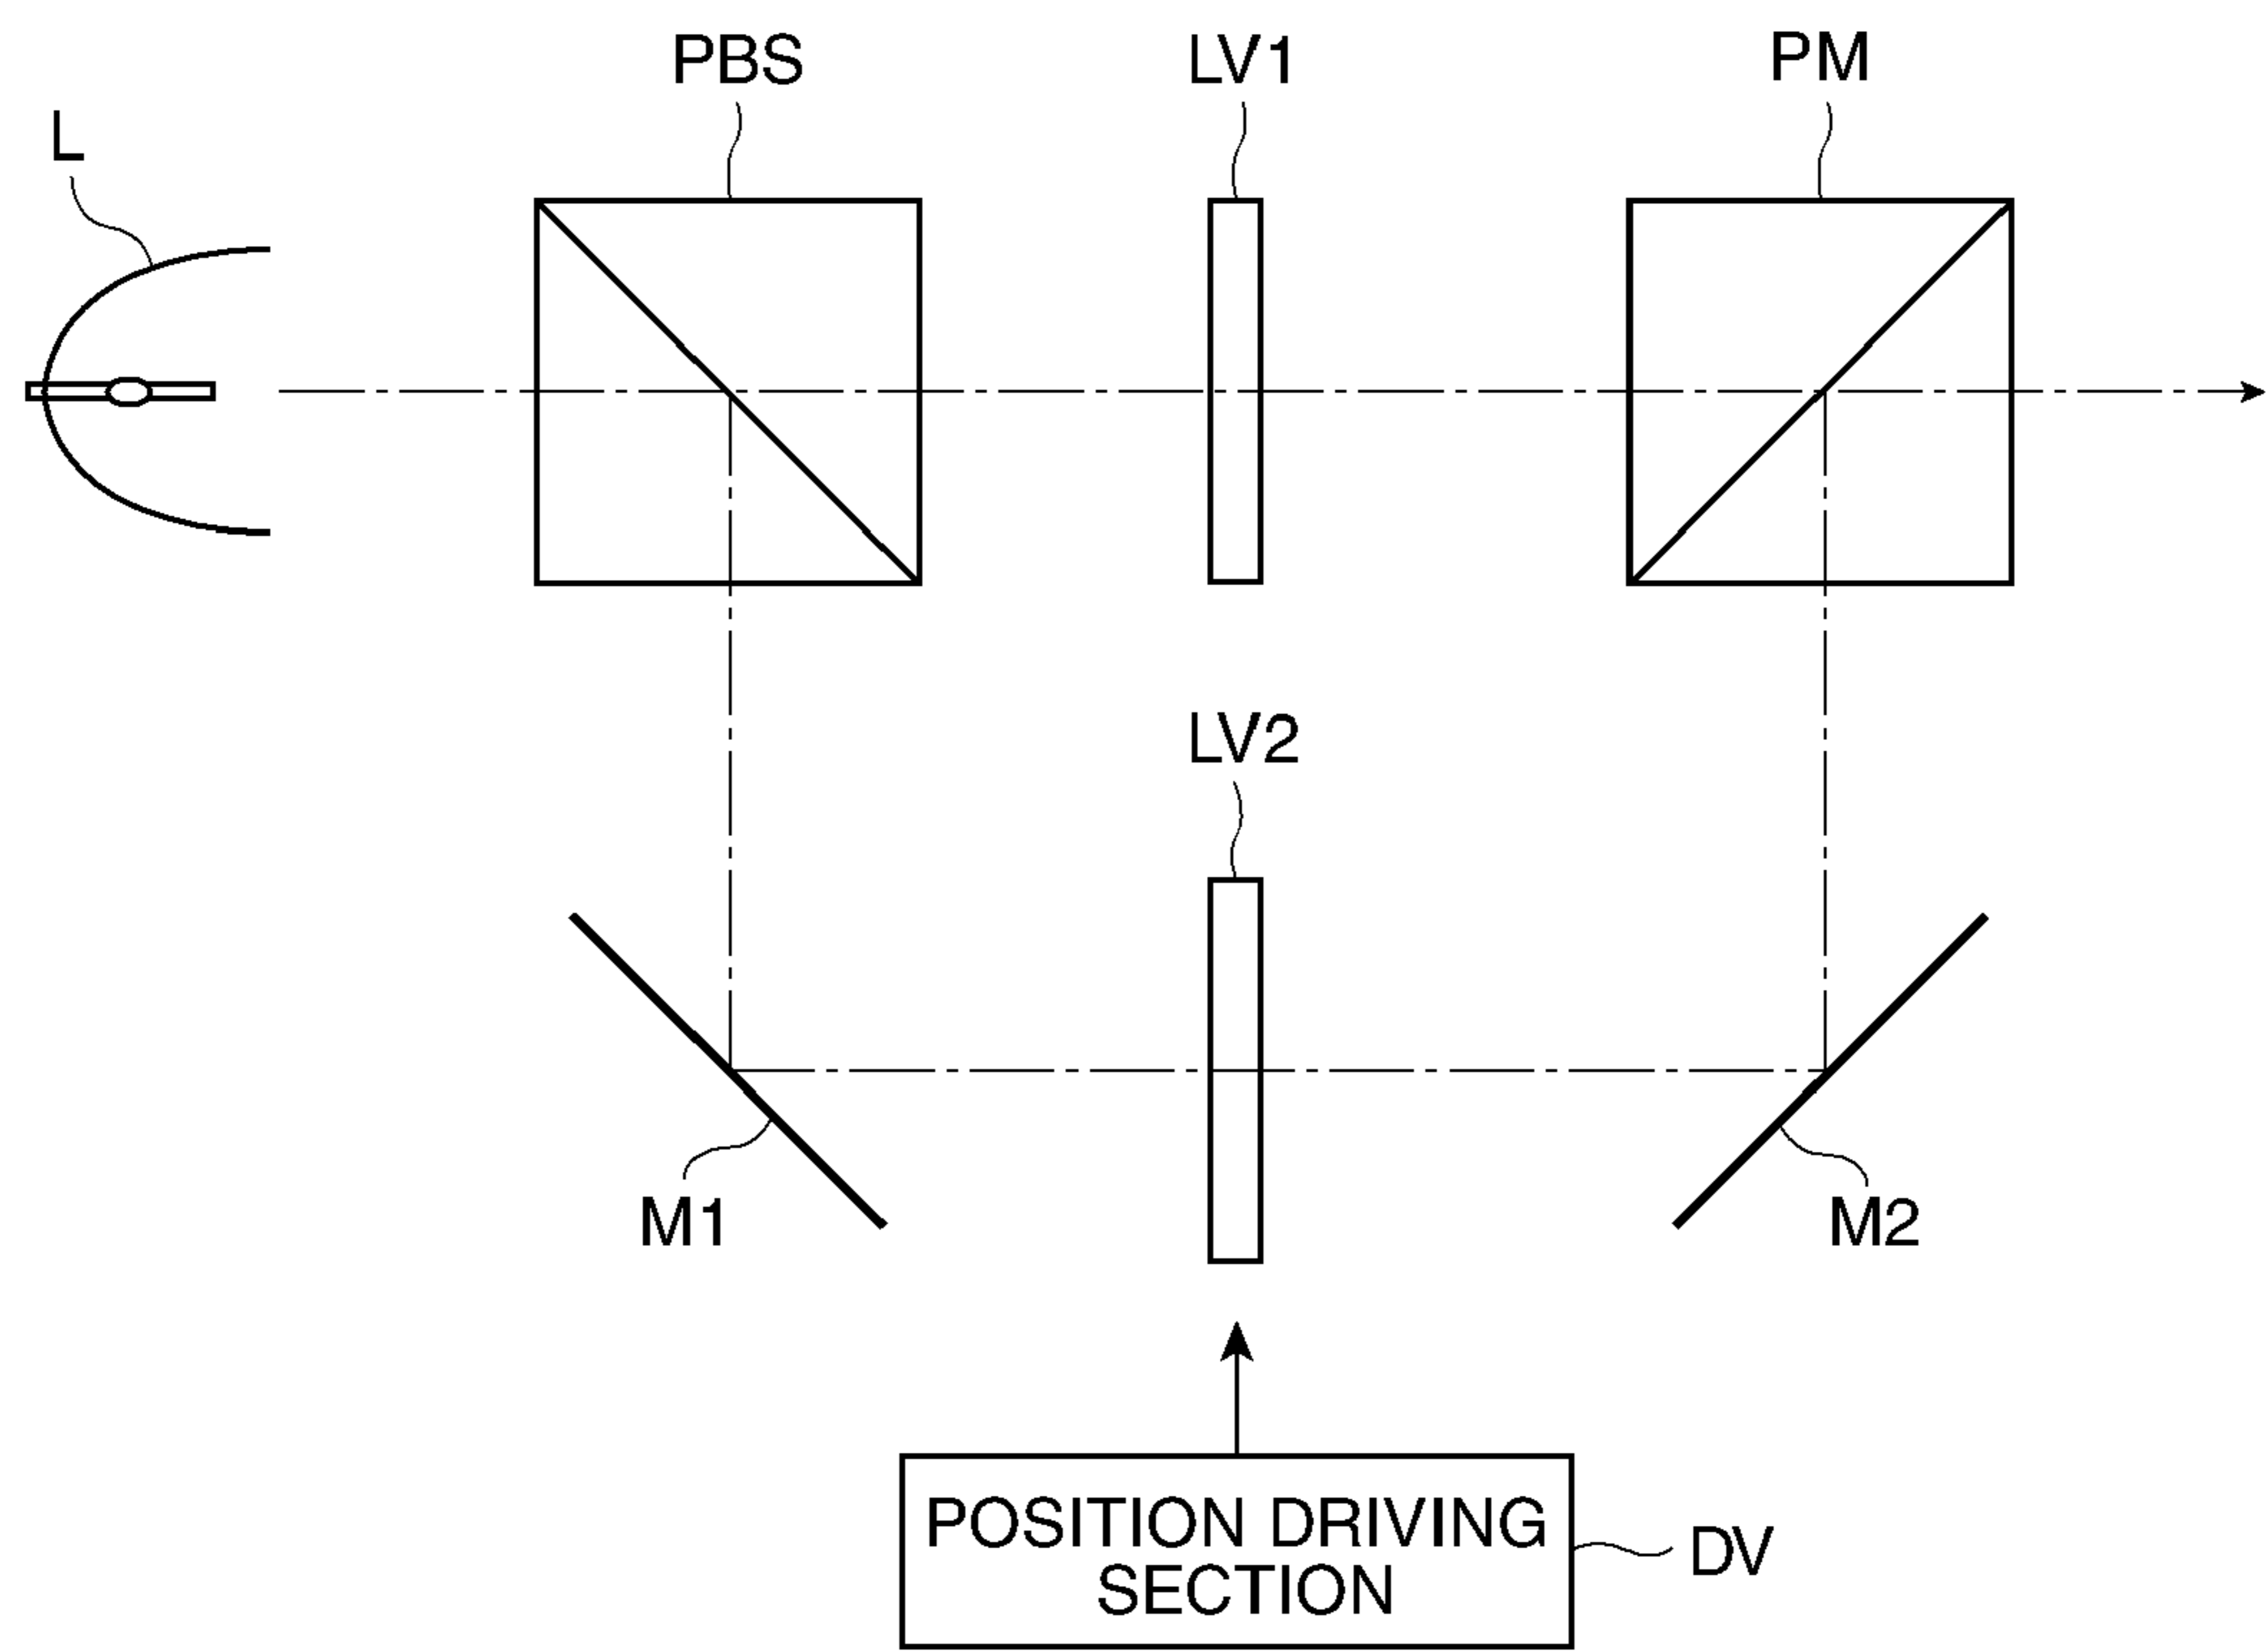 PBS
LV1
PM
L
LV2
M1
M2
POSITION DRIVING
SECTION
DV